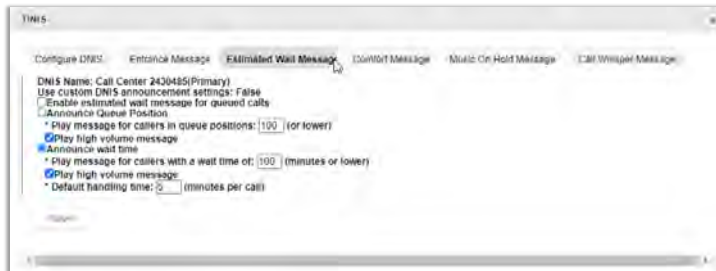 DNIS
Configure DNIS Entrance Message Estimated Wait Message Comfort Message Music On Hold Message Call Whisper Message
DNIS Name: Call Center 2430485(Primary)
Use custom DNIS announcement settings: False
Enable estimated wait message for queued calls
Announce Queue Position
* Play message for callers in queue positions: 100 (or lower)
Play high volume message
Announce wait time
* Play message for callers with a wait time of: 100 (minutes or lower)
Play high volume message
* Default handling time: 5 (minutes per call)